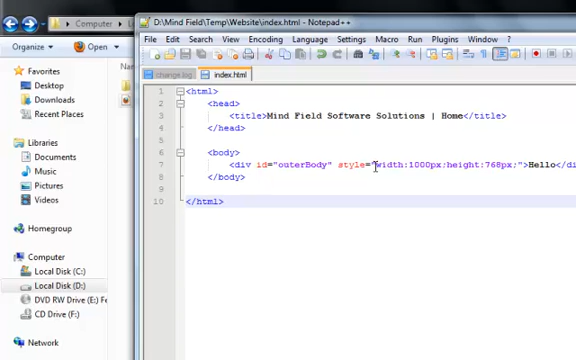 Computer
D:\Mind Field\Temp\Website\index.html - Notepad++
Organize
Open
File Edit Search View Encoding Language Settings Macro Run Plugins Window
change.log
index.html
Favorites
Desktop
Downloads
Recent Places
Libraries
Documents
Music
Pictures
Videos
Computer
Local Disk (C:)
Local Disk (D:)
DVD RW Drive (E:) Fe
CD Drive (F:)
Network
1 <html>
2 <head>
3 <title>Mind Field Software Solutions | Home</title>
4 </head>
5
6 <body>
7 <div id="outerBody" style="width:1000px;height:768px;">Hello</di
8 </body>
9
10 </html>